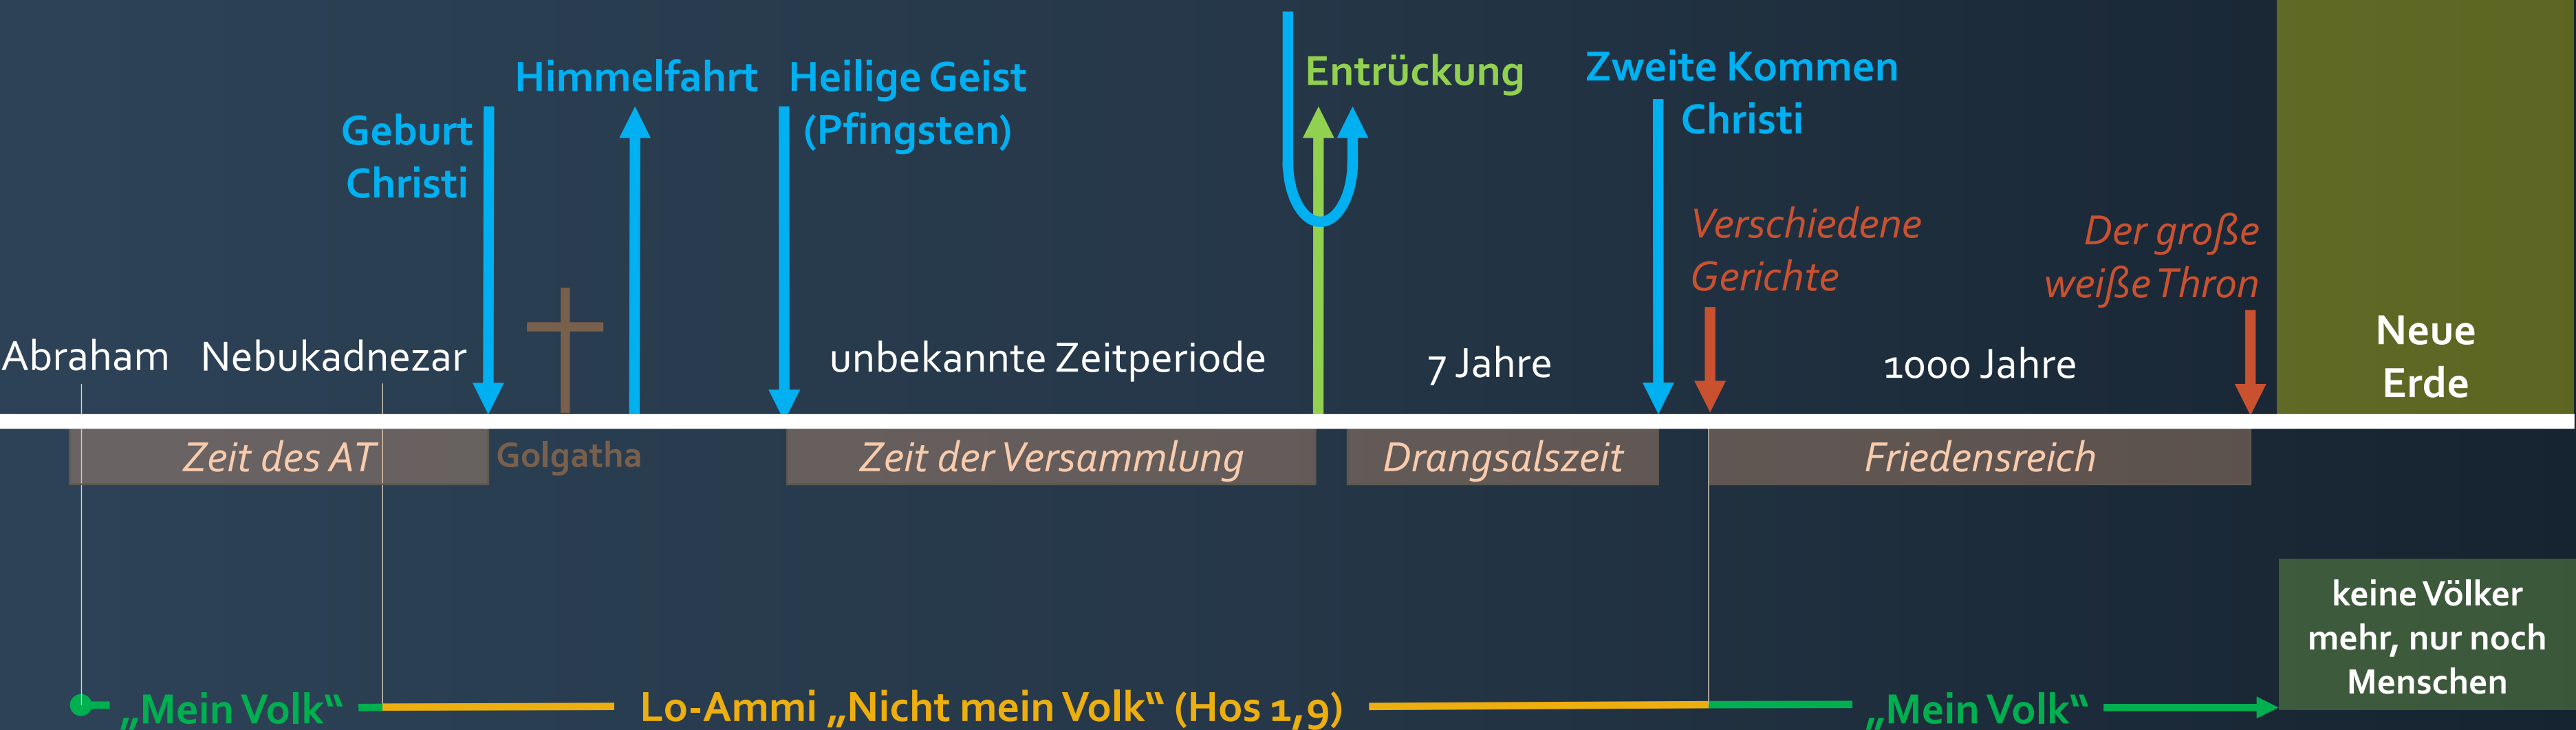 Himmelfahrt
Heilige Geist
(Pfingsten)
Entrückung
Zweite Kommen
Christi
Geburt
Christi
Verschiedene
Gerichte
Der große
weiße Thron
Abraham
Nebukadnezar
unbekannte Zeitperiode
7 Jahre
1000 Jahre
Neue
Erde
Zeit des AT
Golgatha
Zeit der Versammlung
Drangsalszeit
Friedensreich
keine Völker
mehr, nur noch
Menschen
„Mein Volk“
Lo-Ammi „Nicht mein Volk“ (Hos 1,9)
„Mein Volk“